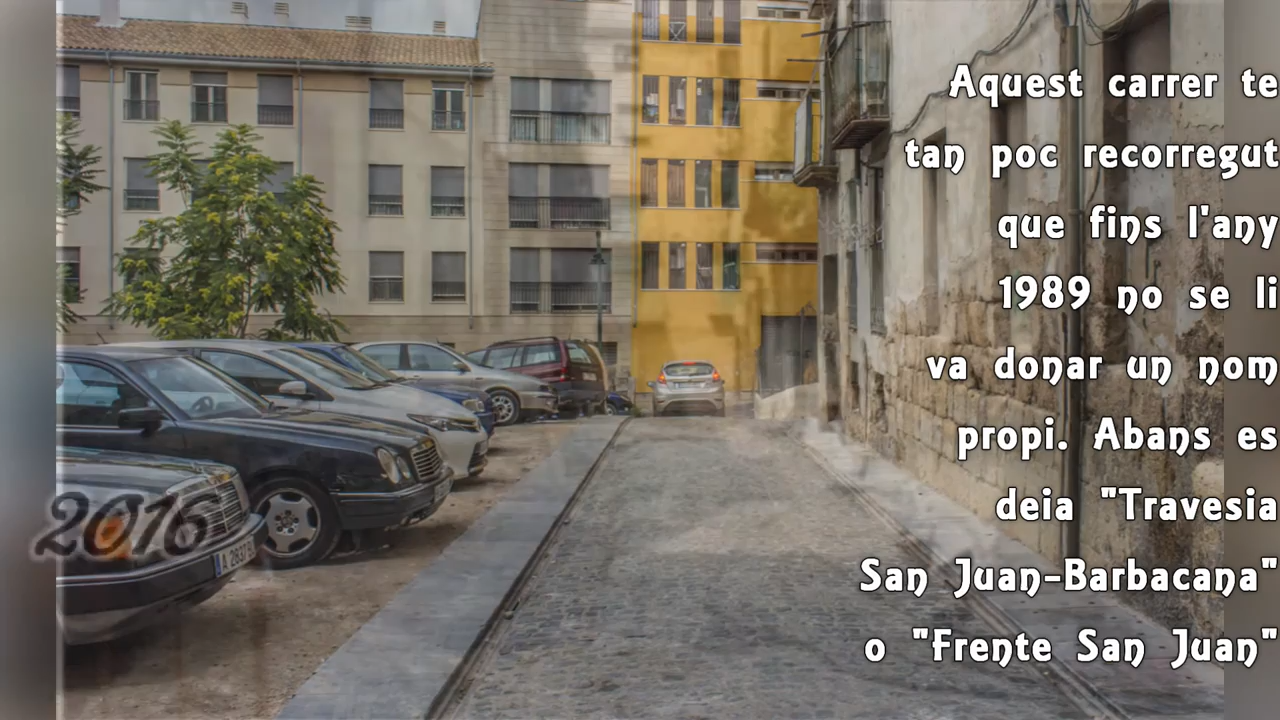 Aquest carrer te
tan poc recorregut
que fins l'any
1989 no se li
va donar un nom
propi. Abans es
deia "Travesia
San Juan-Barbacana"
o "Frente San Juan"
2016